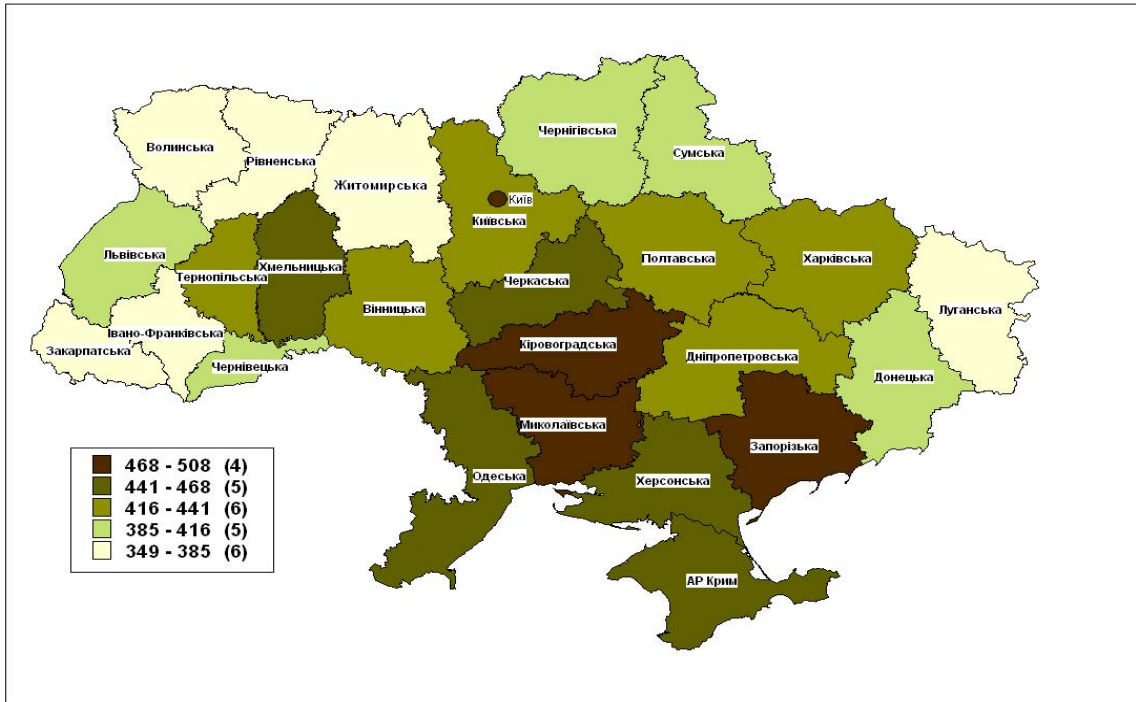 Чернігівська
Сумська
Волинська
Рівненська
Житомирська
Київ
Київська
Львівська
Тернопільська
Хмельницька
Полтавська
Харківська
Черкаська
Вінницька
Луганська
Івано-Франківська
Закарпатська
Чернівецька
Кіровоградська
Дніпропетровська
Донецька
Миколаївська
Запорізька
Одеська
Херсонська
АР Крим
468 - 508 (4)
441 - 468 (5)
416 - 441 (6)
385 - 416 (5)
349 - 385 (6)